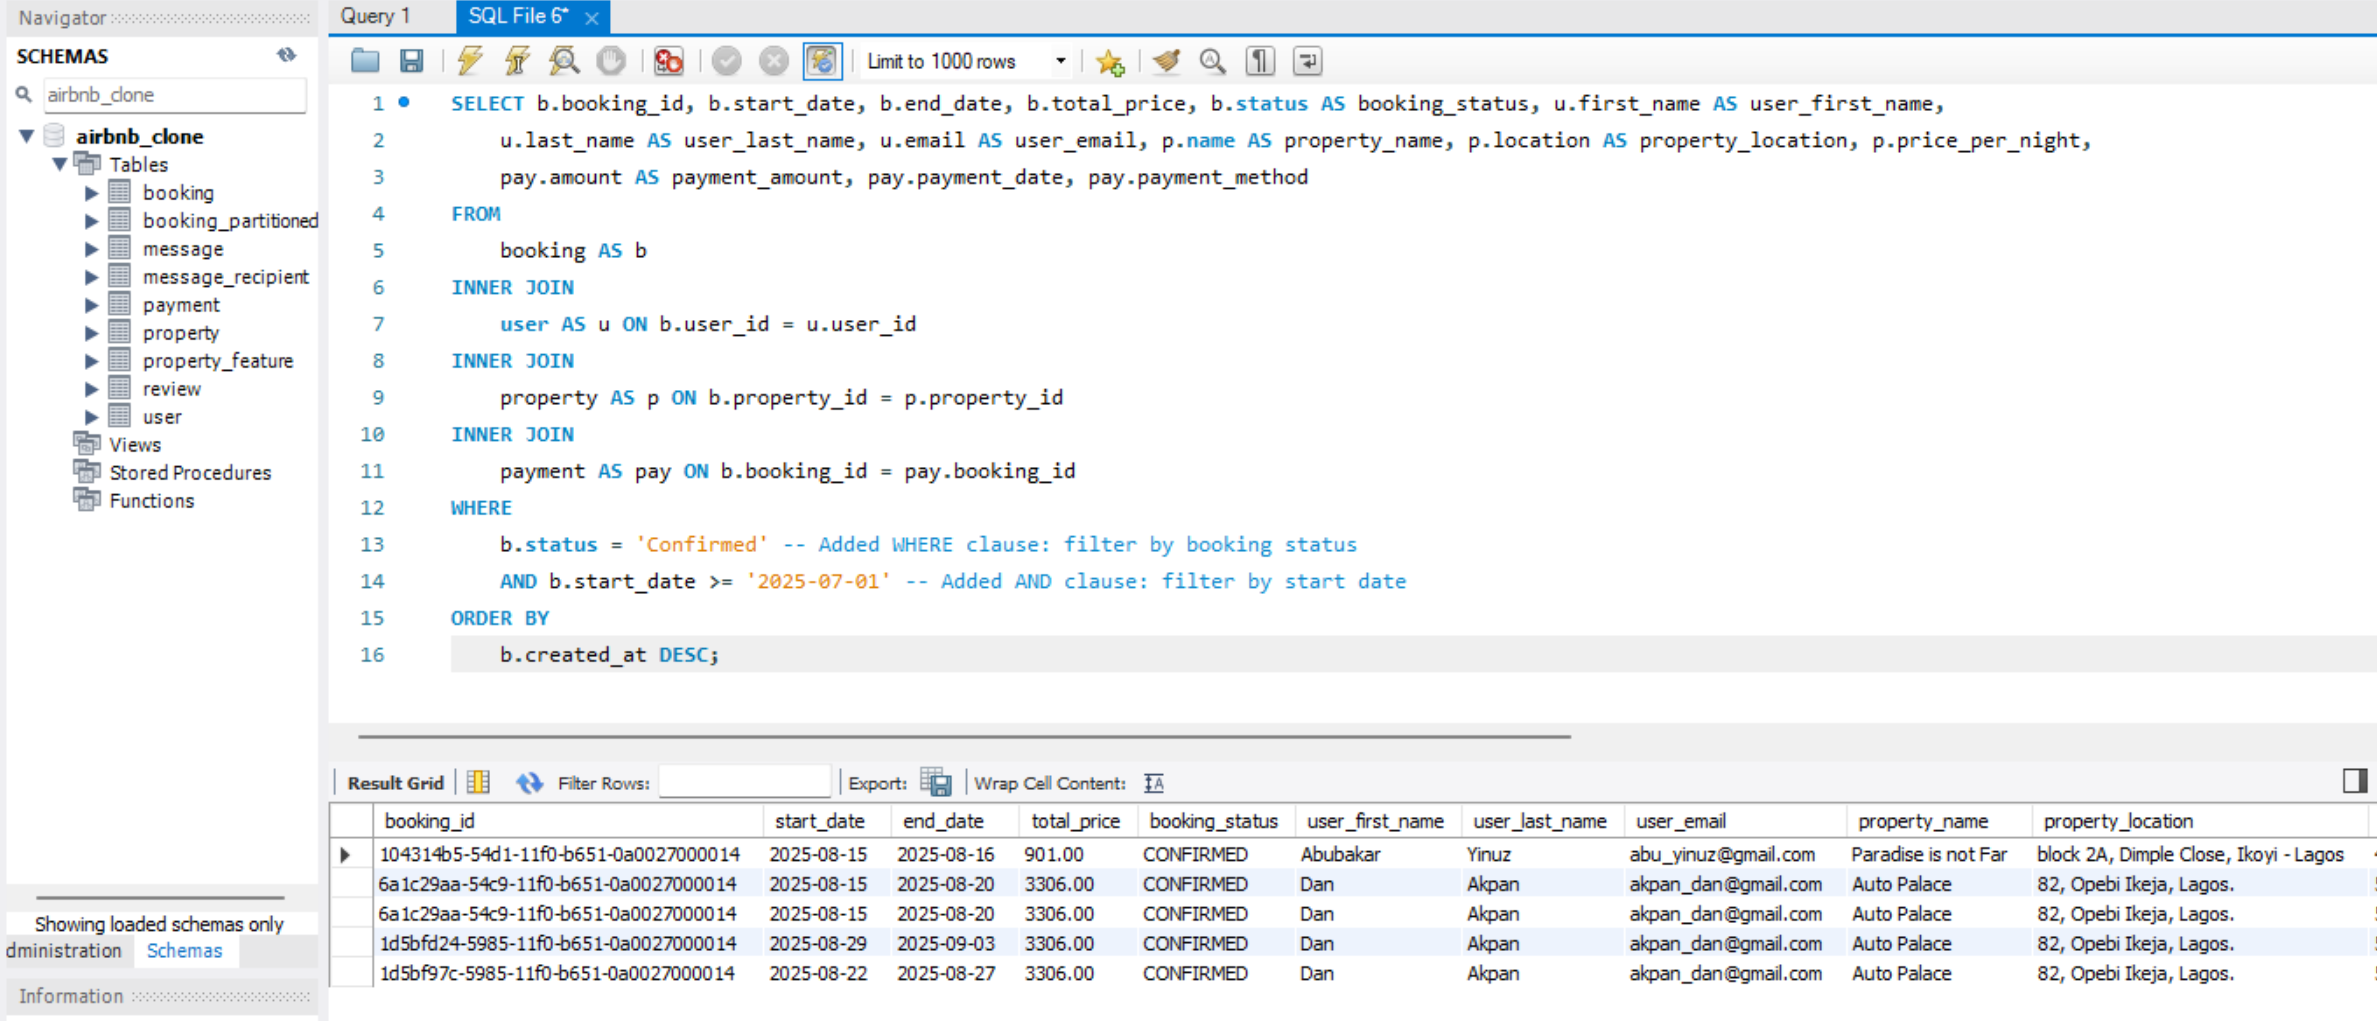 Navigator
Query 1
SQL File 6*
SCHEMAS
Limit to 1000 rows
airbnb_clone
airbnb_clone
Tables
booking
booking_partitioned
message
message_recipient
payment
property
property_feature
review
user
Views
Stored Procedures
Functions
Showing loaded schemas only
dministration
Schemas
Information
1 SELECT b.booking_id, b.start_date, b.end_date, b.total_price, b.status AS booking_status, u.first_name AS user_first_name,
2 u.last_name AS user_last_name, u.email AS user_email, p.name AS property_name, p.location AS property_location, p.price_per_night,
3 pay.amount AS payment_amount, pay.payment_date, pay.payment_method
4 FROM
5 booking AS b
6 INNER JOIN
7 user AS u ON b.user_id = u.user_id
8 INNER JOIN
9 property AS p ON b.property_id = p.property_id
10 INNER JOIN
11 payment AS pay ON b.booking_id = pay.booking_id
12 WHERE
13 b.status = 'Confirmed' -- Added WHERE clause: filter by booking status
14 AND b.start_date >= '2025-07-01' -- Added AND clause: filter by start date
15 ORDER BY
16 b.created_at DESC;
Result Grid Filter Rows: Export: Wrap Cell Content:
booking_id start_date end_date total_price booking_status user_first_name user_last_name user_email property_name property_location
104314b5-54d1-11f0-b651-0a0027000014 2025-08-15 2025-08-16 901.00 CONFIRMED Abubakar Yinuz abu_yinuz@gmail.com Paradise is not Far block 2A, Dimple Close, Ikoyi - Lagos
6a1c29aa-54c9-11f0-b651-0a0027000014 2025-08-15 2025-08-20 3306.00 CONFIRMED Dan Akpan akpan_dan@gmail.com Auto Palace 82, Opebi Ikeja, Lagos.
6a1c29aa-54c9-11f0-b651-0a0027000014 2025-08-15 2025-08-20 3306.00 CONFIRMED Dan Akpan akpan_dan@gmail.com Auto Palace 82, Opebi Ikeja, Lagos.
1d5bfd24-5985-11f0-b651-0a0027000014 2025-08-29 2025-09-03 3306.00 CONFIRMED Dan Akpan akpan_dan@gmail.com Auto Palace 82, Opebi Ikeja, Lagos.
1d5bf97c-5985-11f0-b651-0a0027000014 2025-08-22 2025-08-27 3306.00 CONFIRMED Dan Akpan akpan_dan@gmail.com Auto Palace 82, Opebi Ikeja, Lagos.